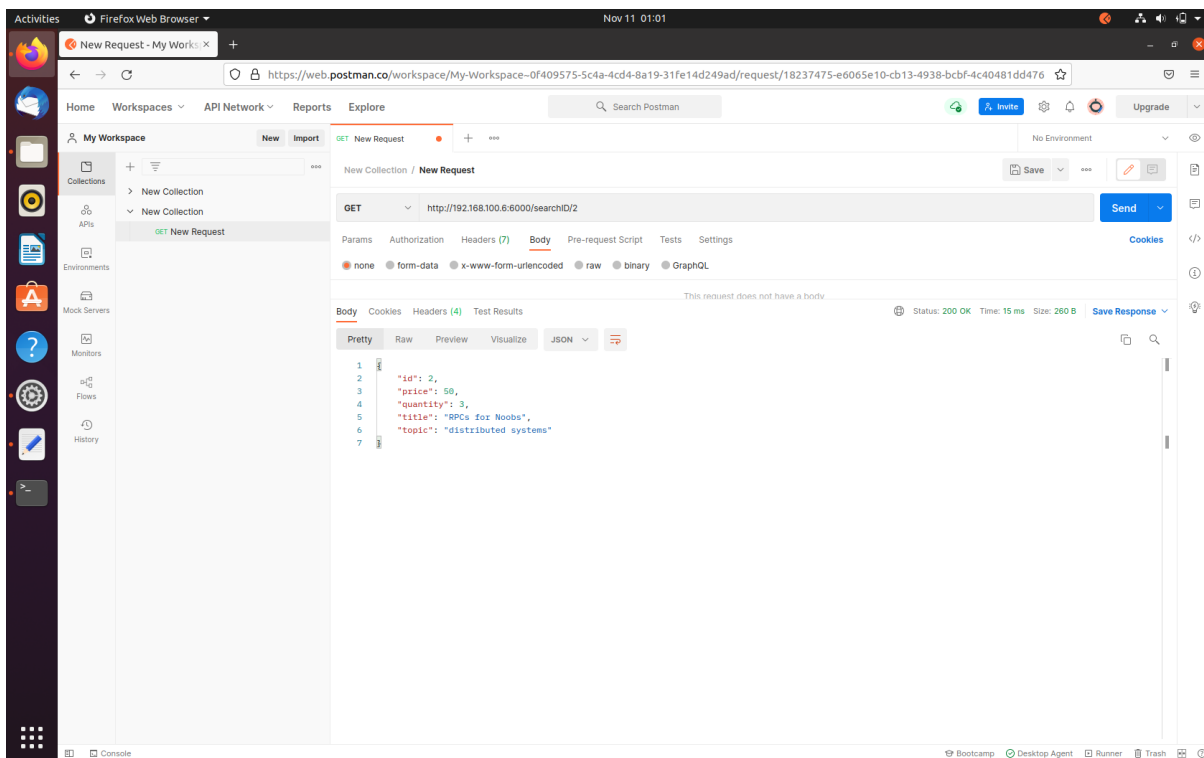 Activities Firefox Web Browser Nov 11 01:01
New Request - My Works
https://web.postman.co/workspace/My-Workspace~0f409575-5c4a-4cd4-8a19-31fe14d249ad/request/18237475-e6065e10-cb13-4938-bcbf-4c40481dd476
Home Workspaces API Network Reports Explore Search Postman Invite Upgrade
My Workspace New Import GET New Request No Environment
Collections
New Collection / New Request Save
New Collection
New Collection
GET New Request
APIs
Environments
Mock Servers
Monitors
Flows
History
GET http://192.168.100.6:6000/searchID/2 Send
Params Authorization Headers (7) Body Pre-request Script Tests Settings Cookies
none form-data x-www-form-urlencoded raw binary GraphQL
This request does not have a body
Body Cookies Headers (4) Test Results Status: 200 OK Time: 15 ms Size: 260 B Save Response
Pretty Raw Preview Visualize JSON
1 {
2 "id": 2,
3 "price": 50,
4 "quantity": 3,
5 "title": "RPCs for Noobs",
6 "topic": "distributed systems"
7 }
Console Bootcamp Desktop Agent Runner Trash